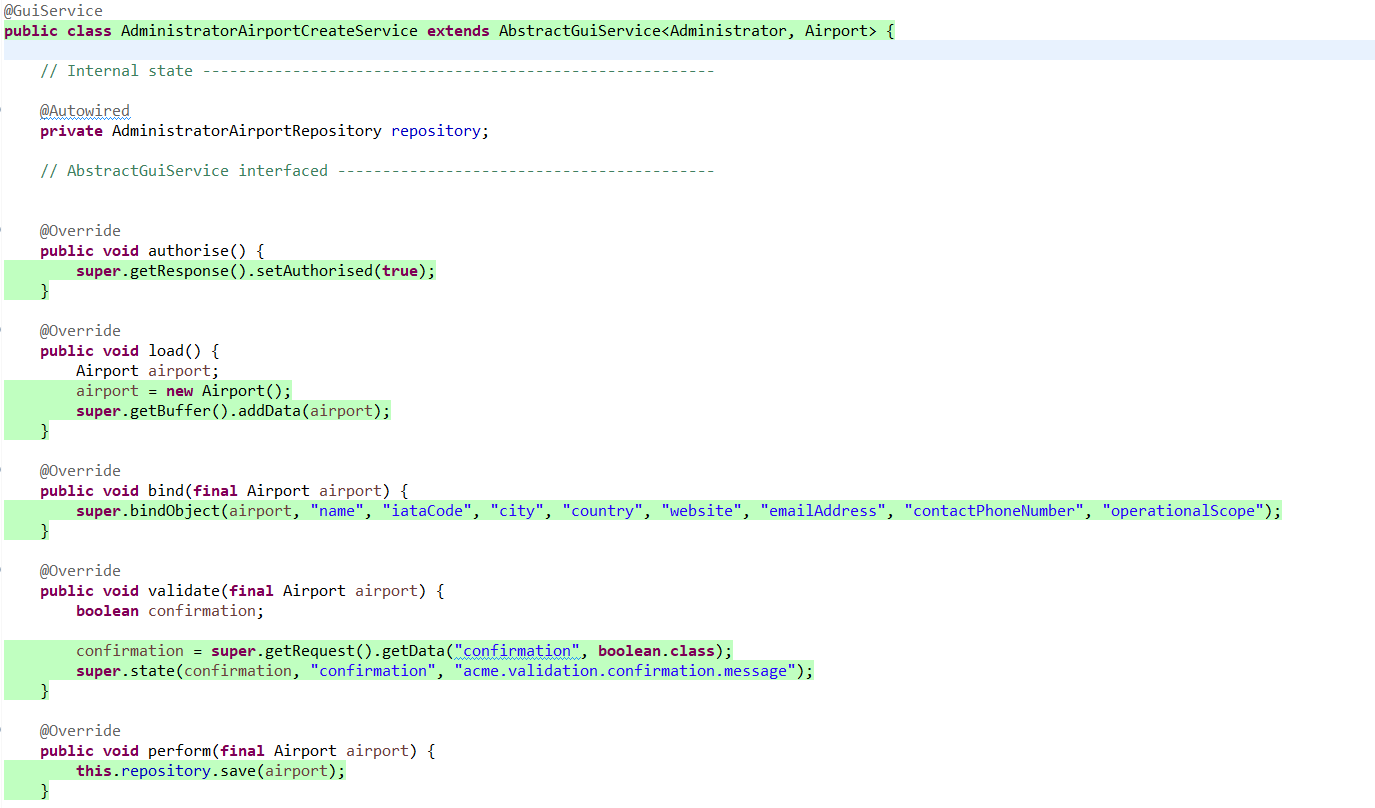 @GuiService
public class AdministratorAirportCreateService extends AbstractGuiService<Administrator, Airport> {
// Internal state ---------------------------------------------------------
@Autowired
private AdministratorAirportRepository repository;
// AbstractGuiService interfaced ------------------------------------------
@Override
public void authorise() {
super.getResponse().setAuthorised(true);
}
@Override
public void load() {
Airport airport;
airport = new Airport();
super.getBuffer().addData(airport);
}
@Override
public void bind(final Airport airport) {
super.bindObject(airport, "name", "iataCode", "city", "country", "website", "emailAddress", "contactPhoneNumber", "operationalScope");
}
@Override
public void validate(final Airport airport) {
boolean confirmation;
confirmation = super.getRequest().getData("confirmation", boolean.class);
super.state(confirmation, "confirmation", "acme.validation.confirmation.message");
}
@Override
public void perform(final Airport airport) {
this.repository.save(airport);
}